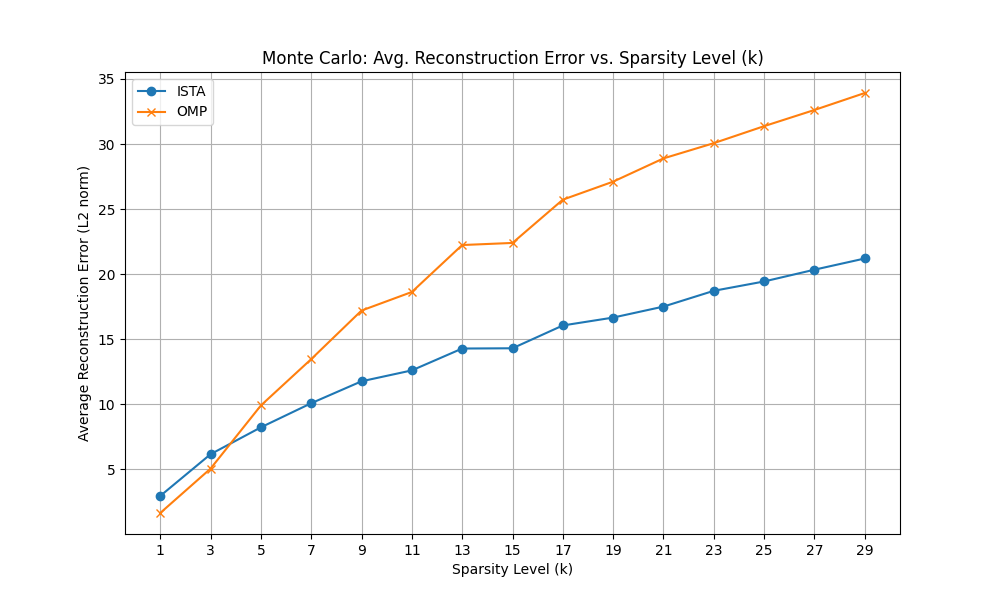 Monte Carlo: Avg. Reconstruction Error vs. Sparsity Level (k)
ISTA
OMP
Average Reconstruction Error (L2 norm)
35
30
25
20
15
10
5
1 3 5 7 9 11 13 15 17 19 21 23 25 27 29
Sparsity Level (k)